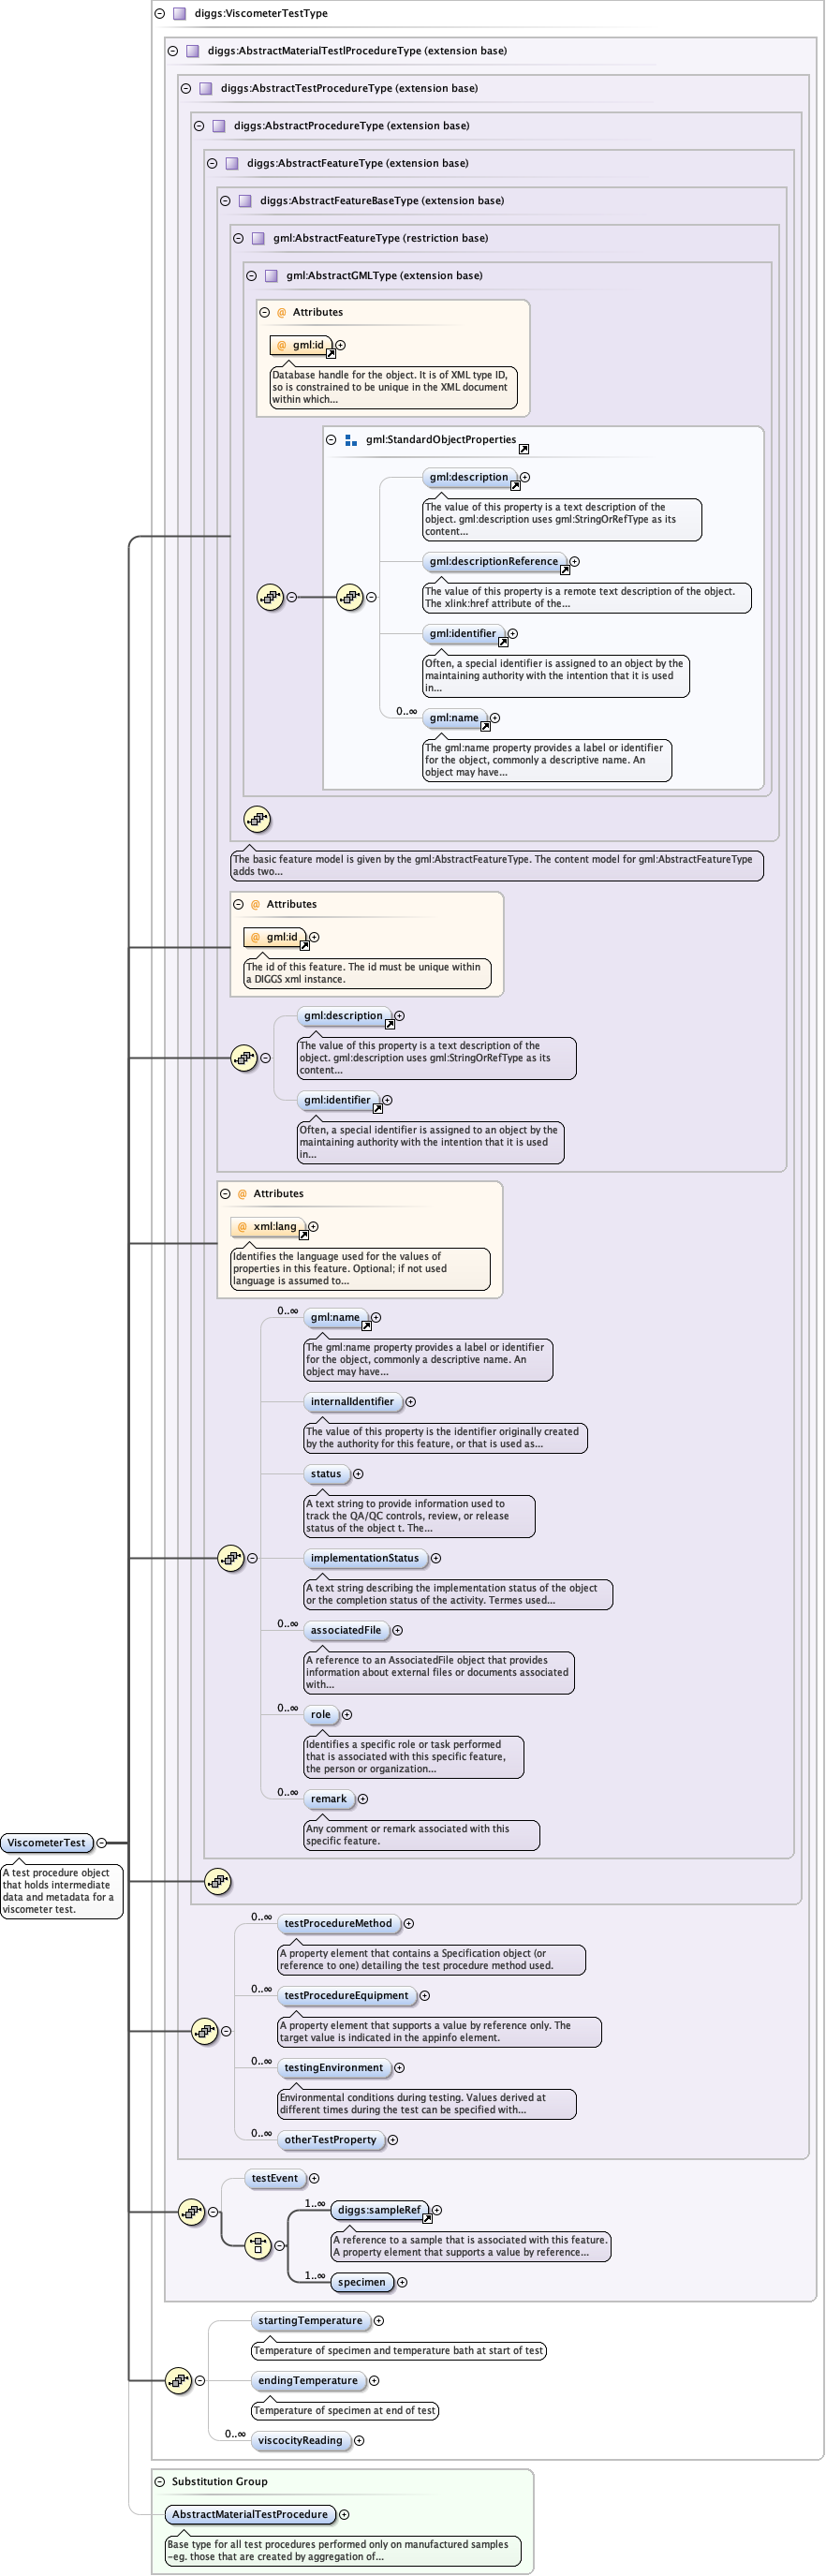 diggs:ViscometerTestType
diggs:AbstractMaterialTestlProcedureType (extension base)
diggs:AbstractTestProcedureType (extension base)
diggs:AbstractProcedureType (extension base)
diggs:AbstractFeatureType (extension base)
diggs:AbstractFeatureBaseType (extension base)
gml:AbstractFeatureType (restriction base)
gml:AbstractGMLType (extension base)
@ Attributes
@ gml:id
Database handle for the object. It is of XML type ID,
so is constrained to be unique in the XML document
within which...
gml:StandardObjectProperties
gml:description
The value of this property is a text description of the
object. gml:description uses gml:StringOrRefType as its
content...
gml:descriptionReference
The value of this property is a remote text description of the object.
The xlink:href attribute of the...
gml:identifier
Often, a special identifier is assigned to an object by the
maintaining authority with the intention that it is used
in...
0..∞
gml:name
The gml:name property provides a label or identifier
for the object, commonly a descriptive name. An
object may have...
The basic feature model is given by the gml:AbstractFeatureType. The content model for gml:AbstractFeatureType
adds two...
@ Attributes
@ gml:id
The id of this feature. The id must be unique within
a DIGGS xml instance.
gml:description
The value of this property is a text description of the
object. gml:description uses gml:StringOrRefType as its
content...
gml:identifier
Often, a special identifier is assigned to an object by the
maintaining authority with the intention that it is used
in...
@ Attributes
@ xml:lang
Identifies the language used for the values of
properties in this feature. Optional; if not used
language is assumed to...
0..∞
gml:name
The gml:name property provides a label or identifier
for the object, commonly a descriptive name. An
object may have...
internalIdentifier
The value of this property is the identifier originally created
by the authority for this feature, or that is used as...
status
A text string to provide information used to
track the QA/QC controls, review, or release
status of the object t. The...
implementationStatus
A text string describing the implementation status of the object
or the completion status of the activity. Termes used...
0..∞
associatedFile
A reference to an AssociatedFile object that provides
information about external files or documents associated
with...
0..∞
role
Identifies a specific role or task performed
that is associated with this specific feature,
the person or organization...
0..∞
remark
Any comment or remark associated with this
specific feature.
ViscometerTest
A test procedure object
that holds intermediate
data and metadata for a
viscometer test.
0..∞
testProcedureMethod
A property element that contains a Specification object (or
reference to one) detailing the test procedure method used.
0..∞
testProcedureEquipment
A property element that supports a value by reference only. The
target value is indicated in the appinfo element.
0..∞
testingEnvironment
Environmental conditions during testing. Values derived at
different times during the test can be specified with...
0..∞
otherTestProperty
testEvent
1..∞
diggs:sampleRef
A reference to a sample that is associated with this feature.
A property element that supports a value by reference...
1..∞
specimen
startingTemperature
Temperature of specimen and temperature bath at start of test
endingTemperature
Temperature of specimen at end of test
0..∞
viscocityReading
Substitution Group
AbstractMaterialTestProcedure
Base type for all test procedures performed only on manufactured samples
-eg. those that are created by aggregation of...